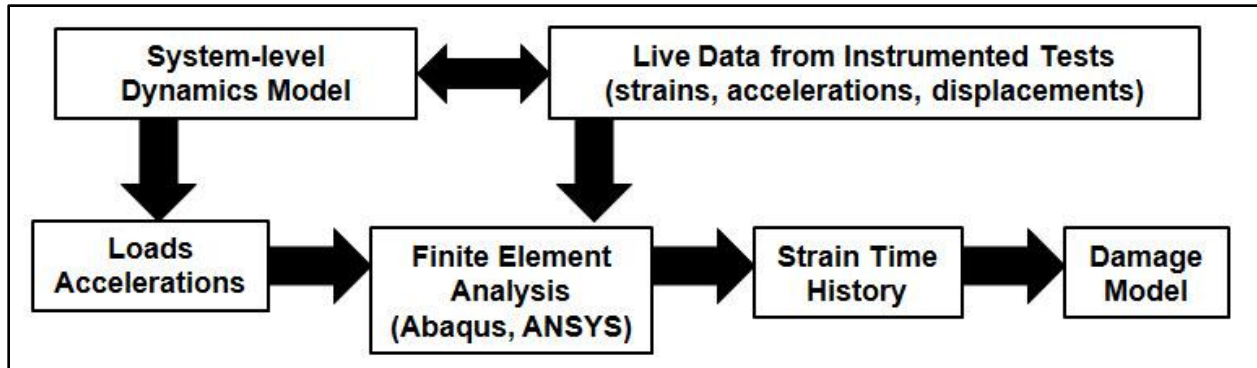 System-level
Dynamics Model
Live Data from Instrumented Tests
(strains, accelerations, displacements)
Loads
Accelerations
Finite Element
Analysis
(Abaqus, ANSYS)
Strain Time
History
Damage
Model